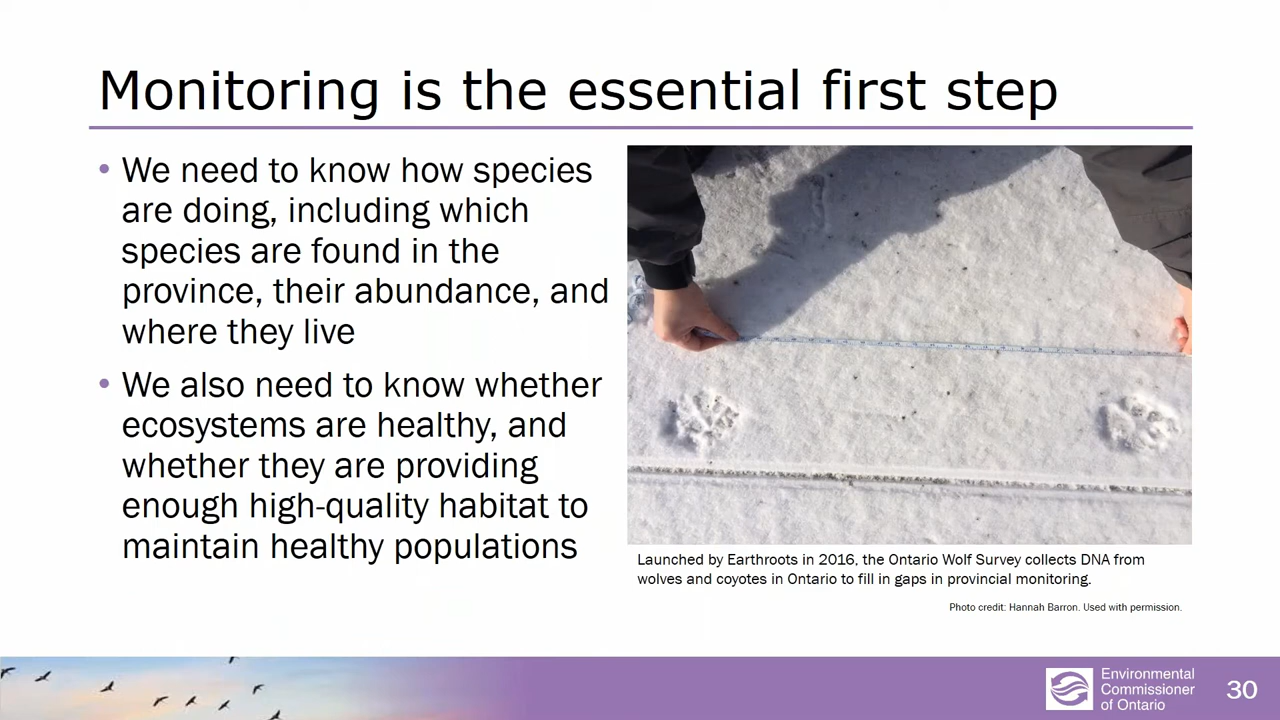 Monitoring is the essential first step
• We need to know how species
are doing, including which
species are found in the
province, their abundance, and
where they live
• We also need to know whether
ecosystems are healthy, and
whether they are providing
enough high-quality habitat to
maintain healthy populations
Launched by Earthroots in 2016, the Ontario Wolf Survey collects DNA from
wolves and coyotes in Ontario to fill in gaps in provincial monitoring.
Photo credit: Hannah Barron. Used with permission.
Environmental
Commissioner
of Ontario
30